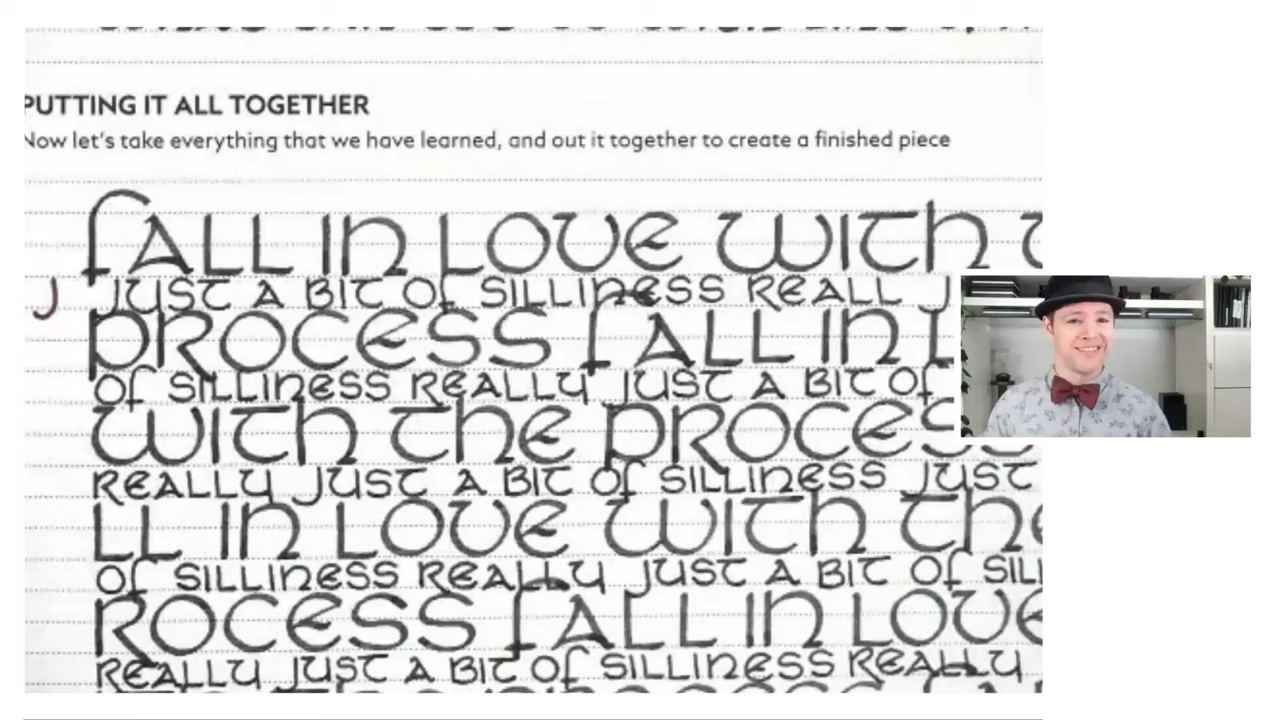 PUTTING IT ALL TOGETHER
Now let's take everything that we have learned, and out it together to create a finished piece
FALL IN LOVE WITH
J JUST A BIT OF SILLINESS REALL J
PROCESS FALL IN L
OF SILLINESS REALLY JUST A BIT OF
WITH THE PROCES
REALLY JUST A BIT OF SILLINESS JUST
LL IN LOVE WITH THE
OF SILLINESS REALLY JUST A BIT OF SILL
ROCESS FALL IN LOVE
REALLY JUST A BIT OF SILLINESS REALLY